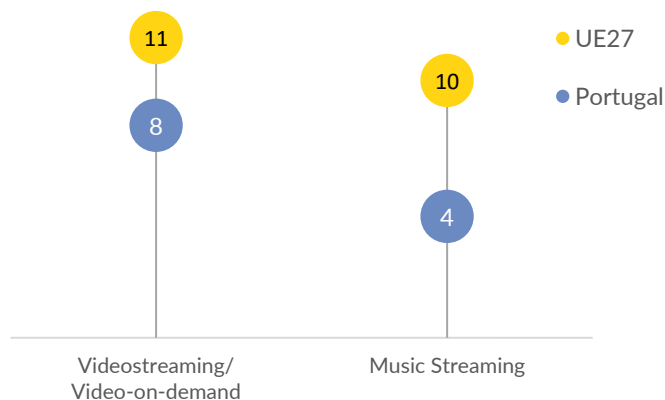 11
UE27
10
Portugal
8
4
Videostreaming/
Video-on-demand
Music Streaming